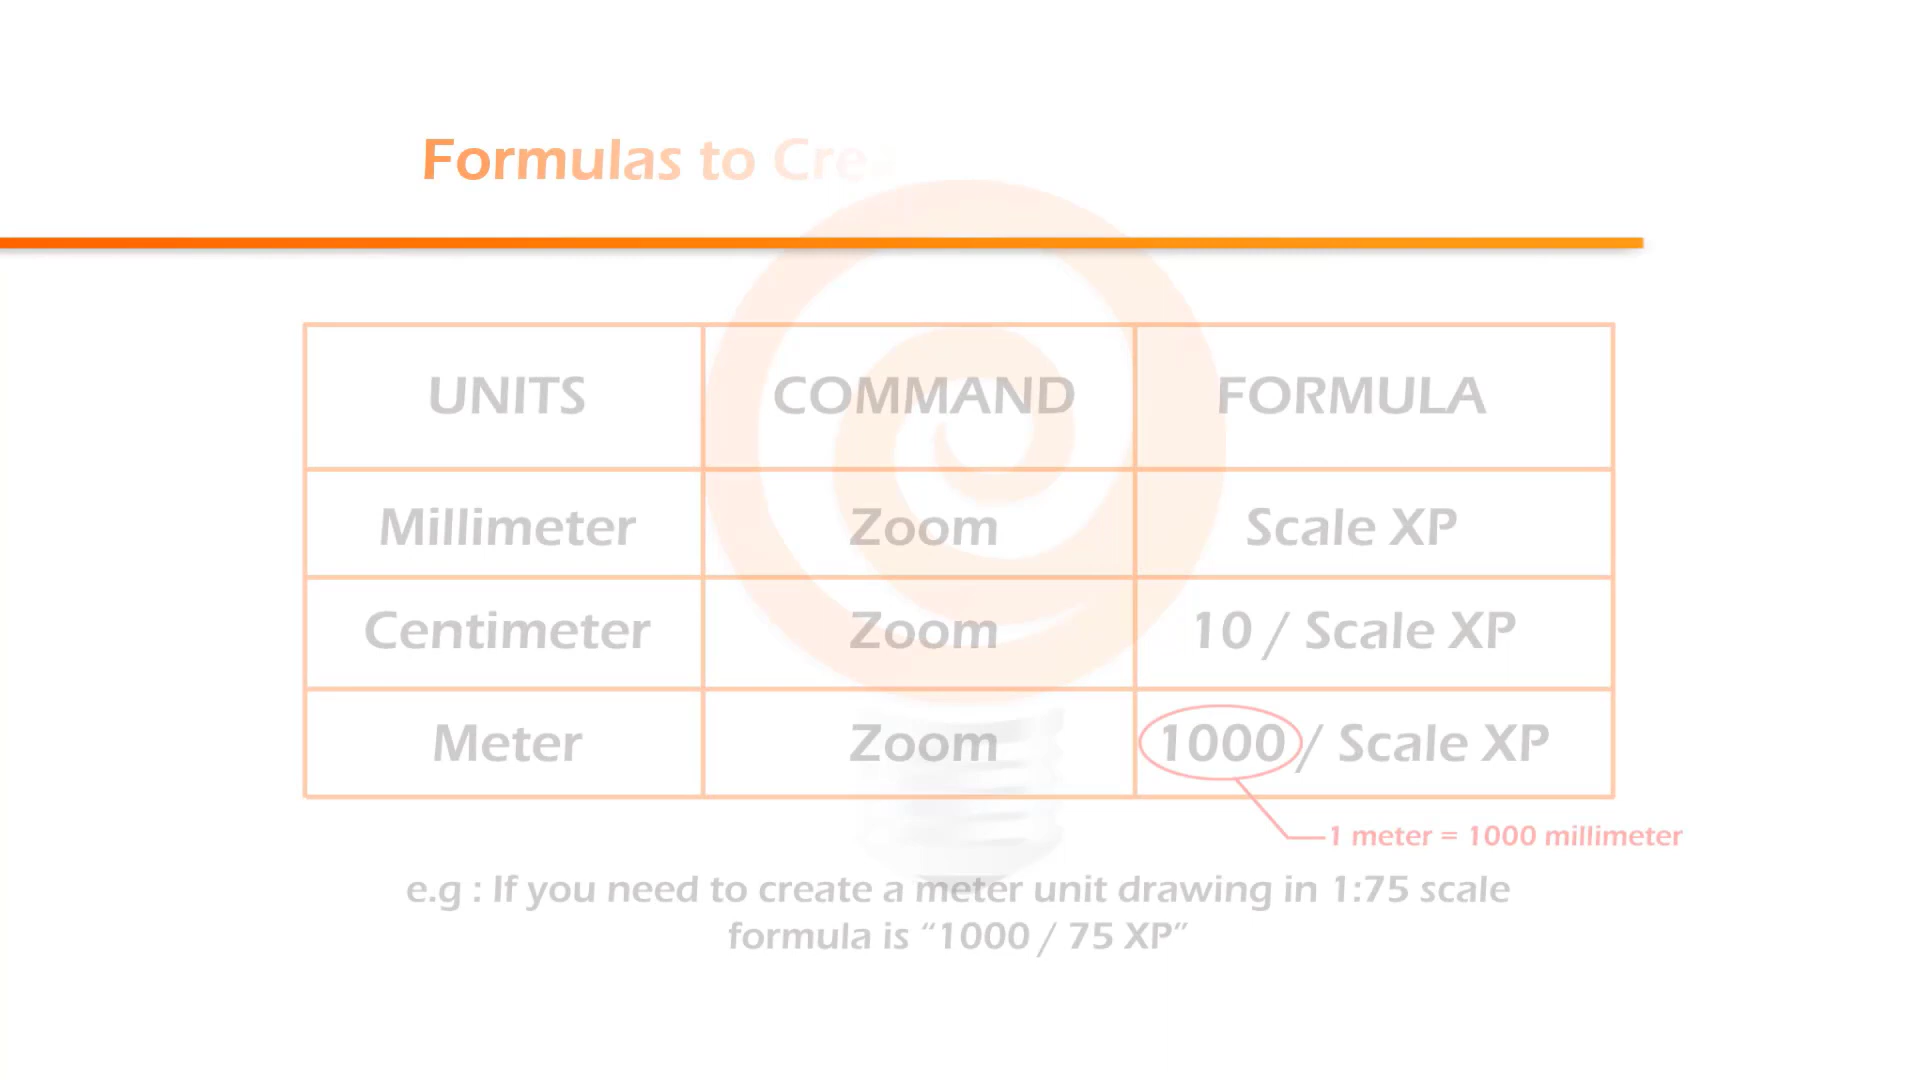 Formulas to Crea
UNITS COMMAND FORMULA
Millimeter Zoom Scale XP
Centimeter Zoom 10 / Scale XP
Meter Zoom 1000 / Scale XP
1 meter = 1000 millimeter
e.g : If you need to create a meter unit drawing in 1:75 scale
formula is “1000 / 75 XP”